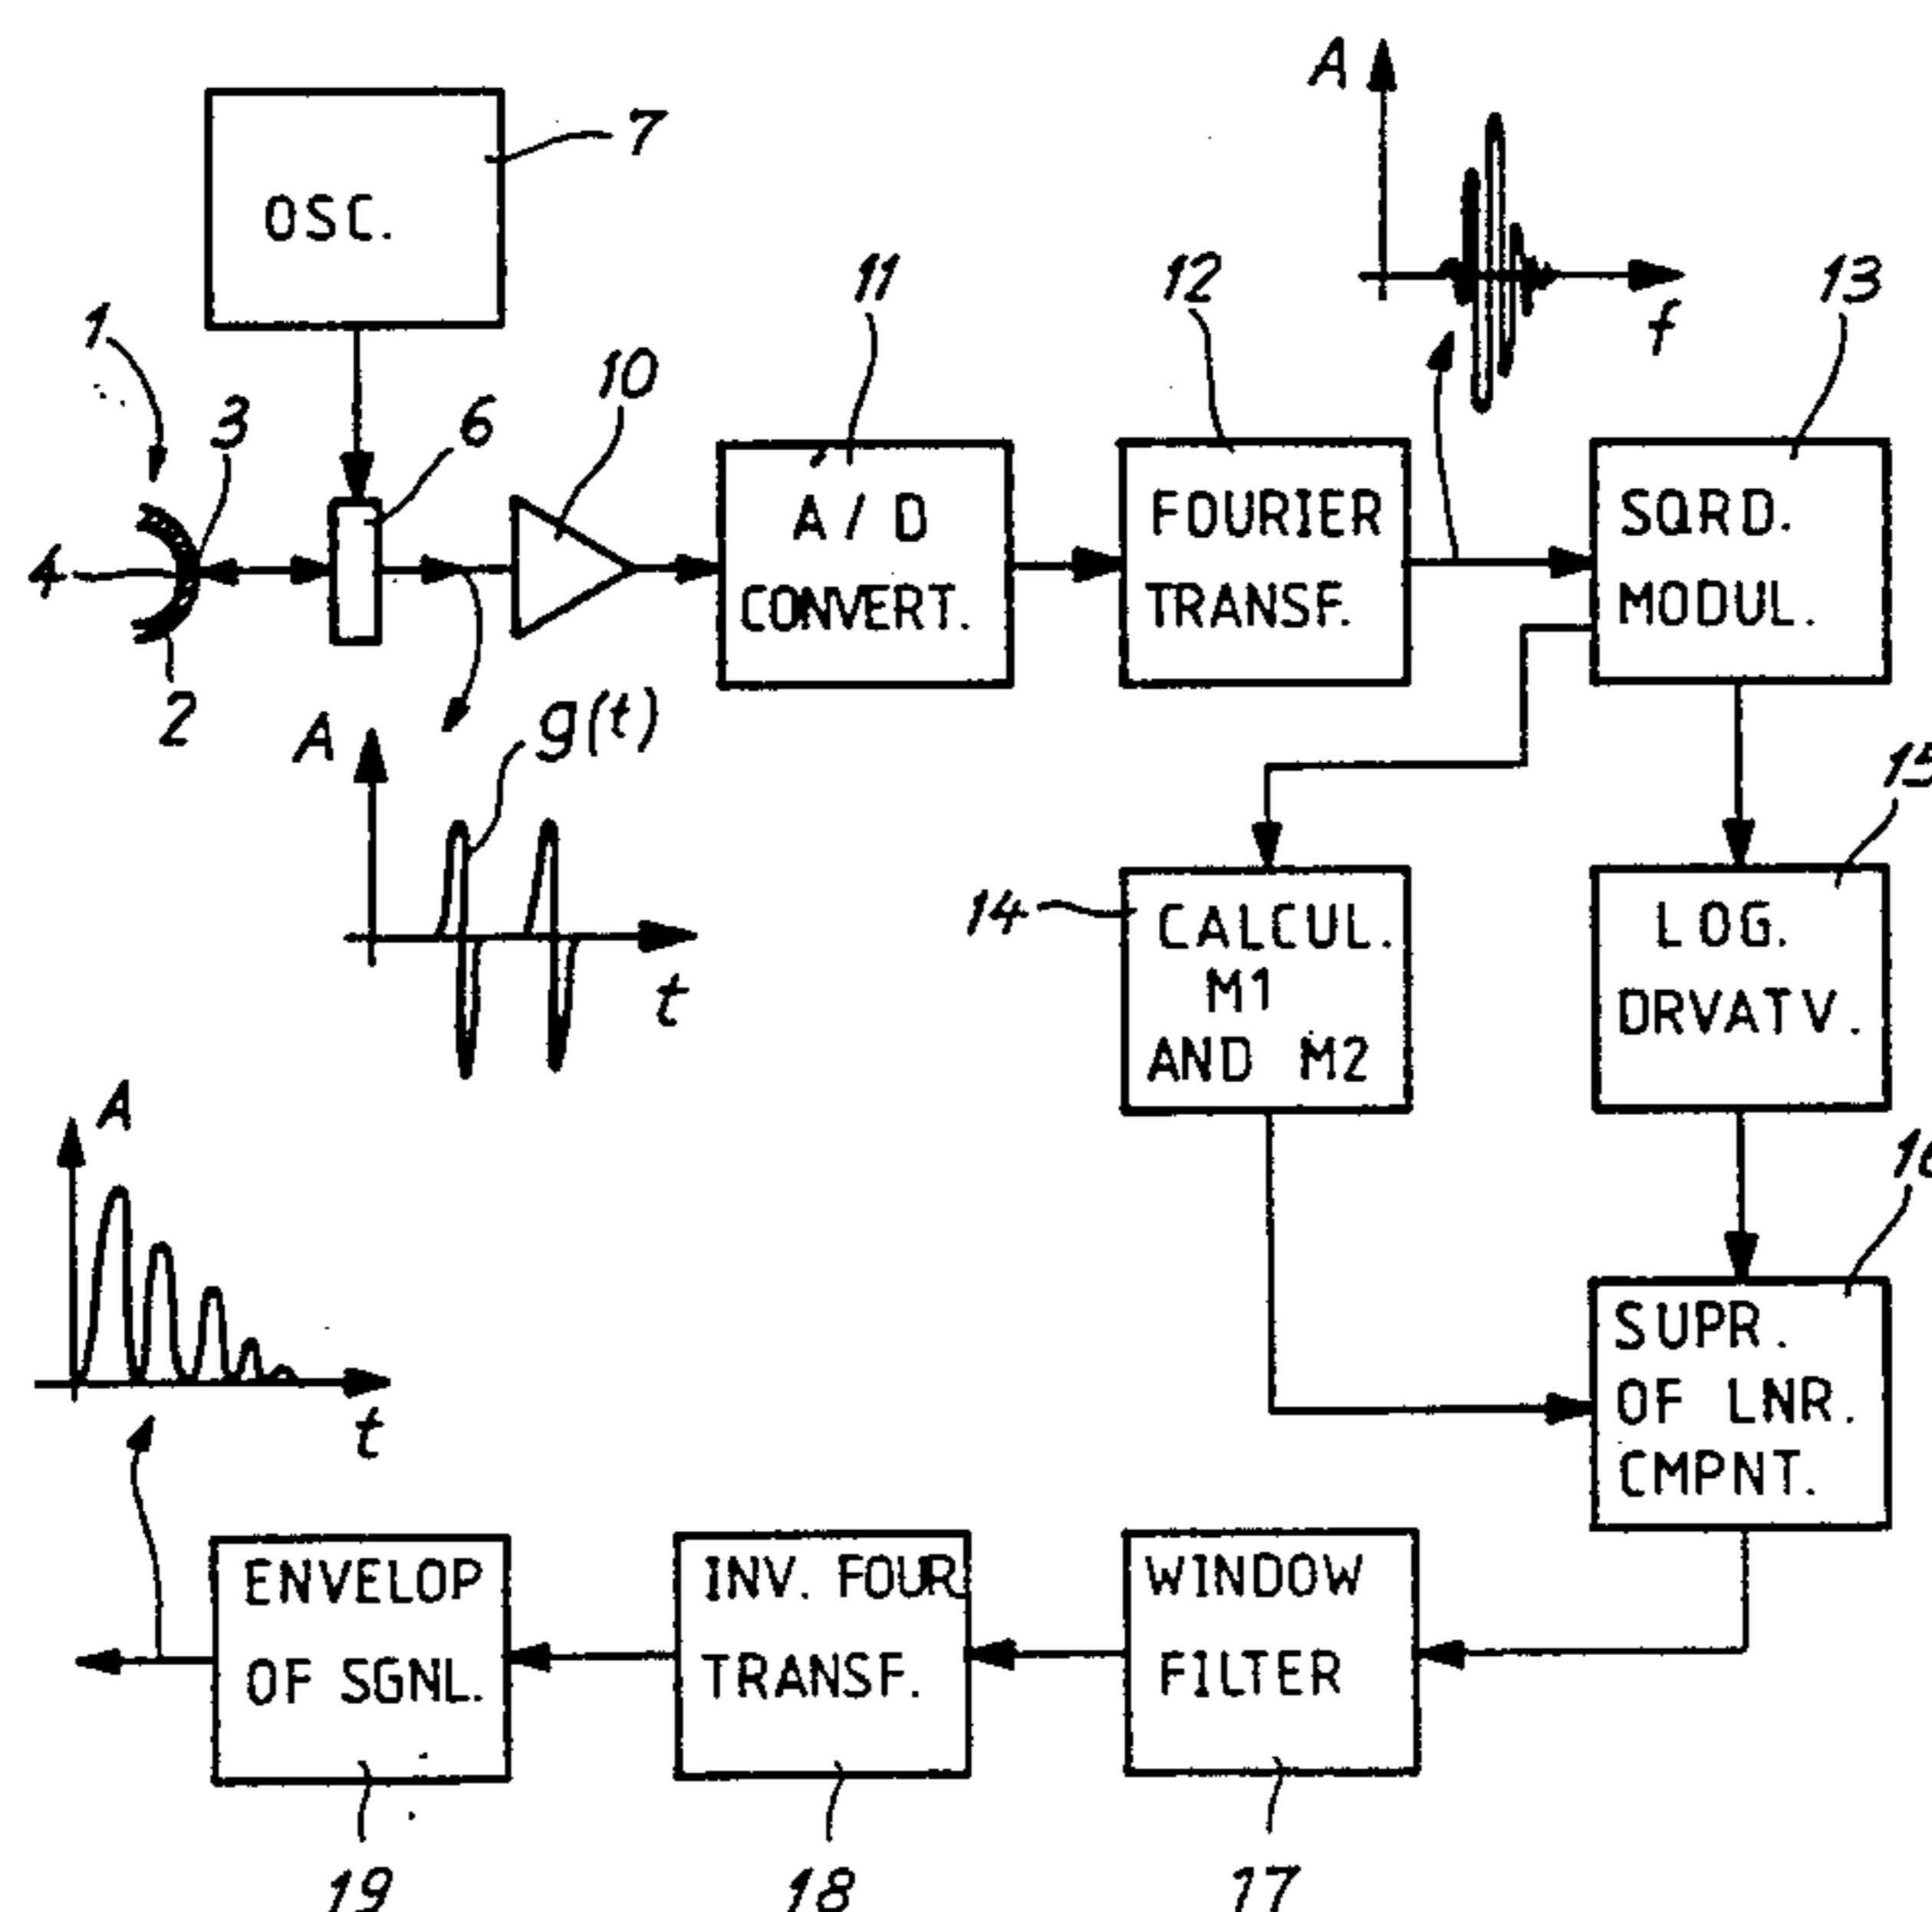 A
7
OSC.
11
12
13
1
f
10
3
6
A / D
CONVERT.
FOURIER
TRANSF.
SQRD.
MODUL.
4
2
A
g(t)
15
14
CALCUL.
M1
AND M2
LOG.
DRVATV.
t
A
SUPR.
OF LNR.
CMPNT.
t
ENVELOP
OF SGNL.
INV. FOUR.
TRANSF.
WINDOW
FILTER
19
18
17